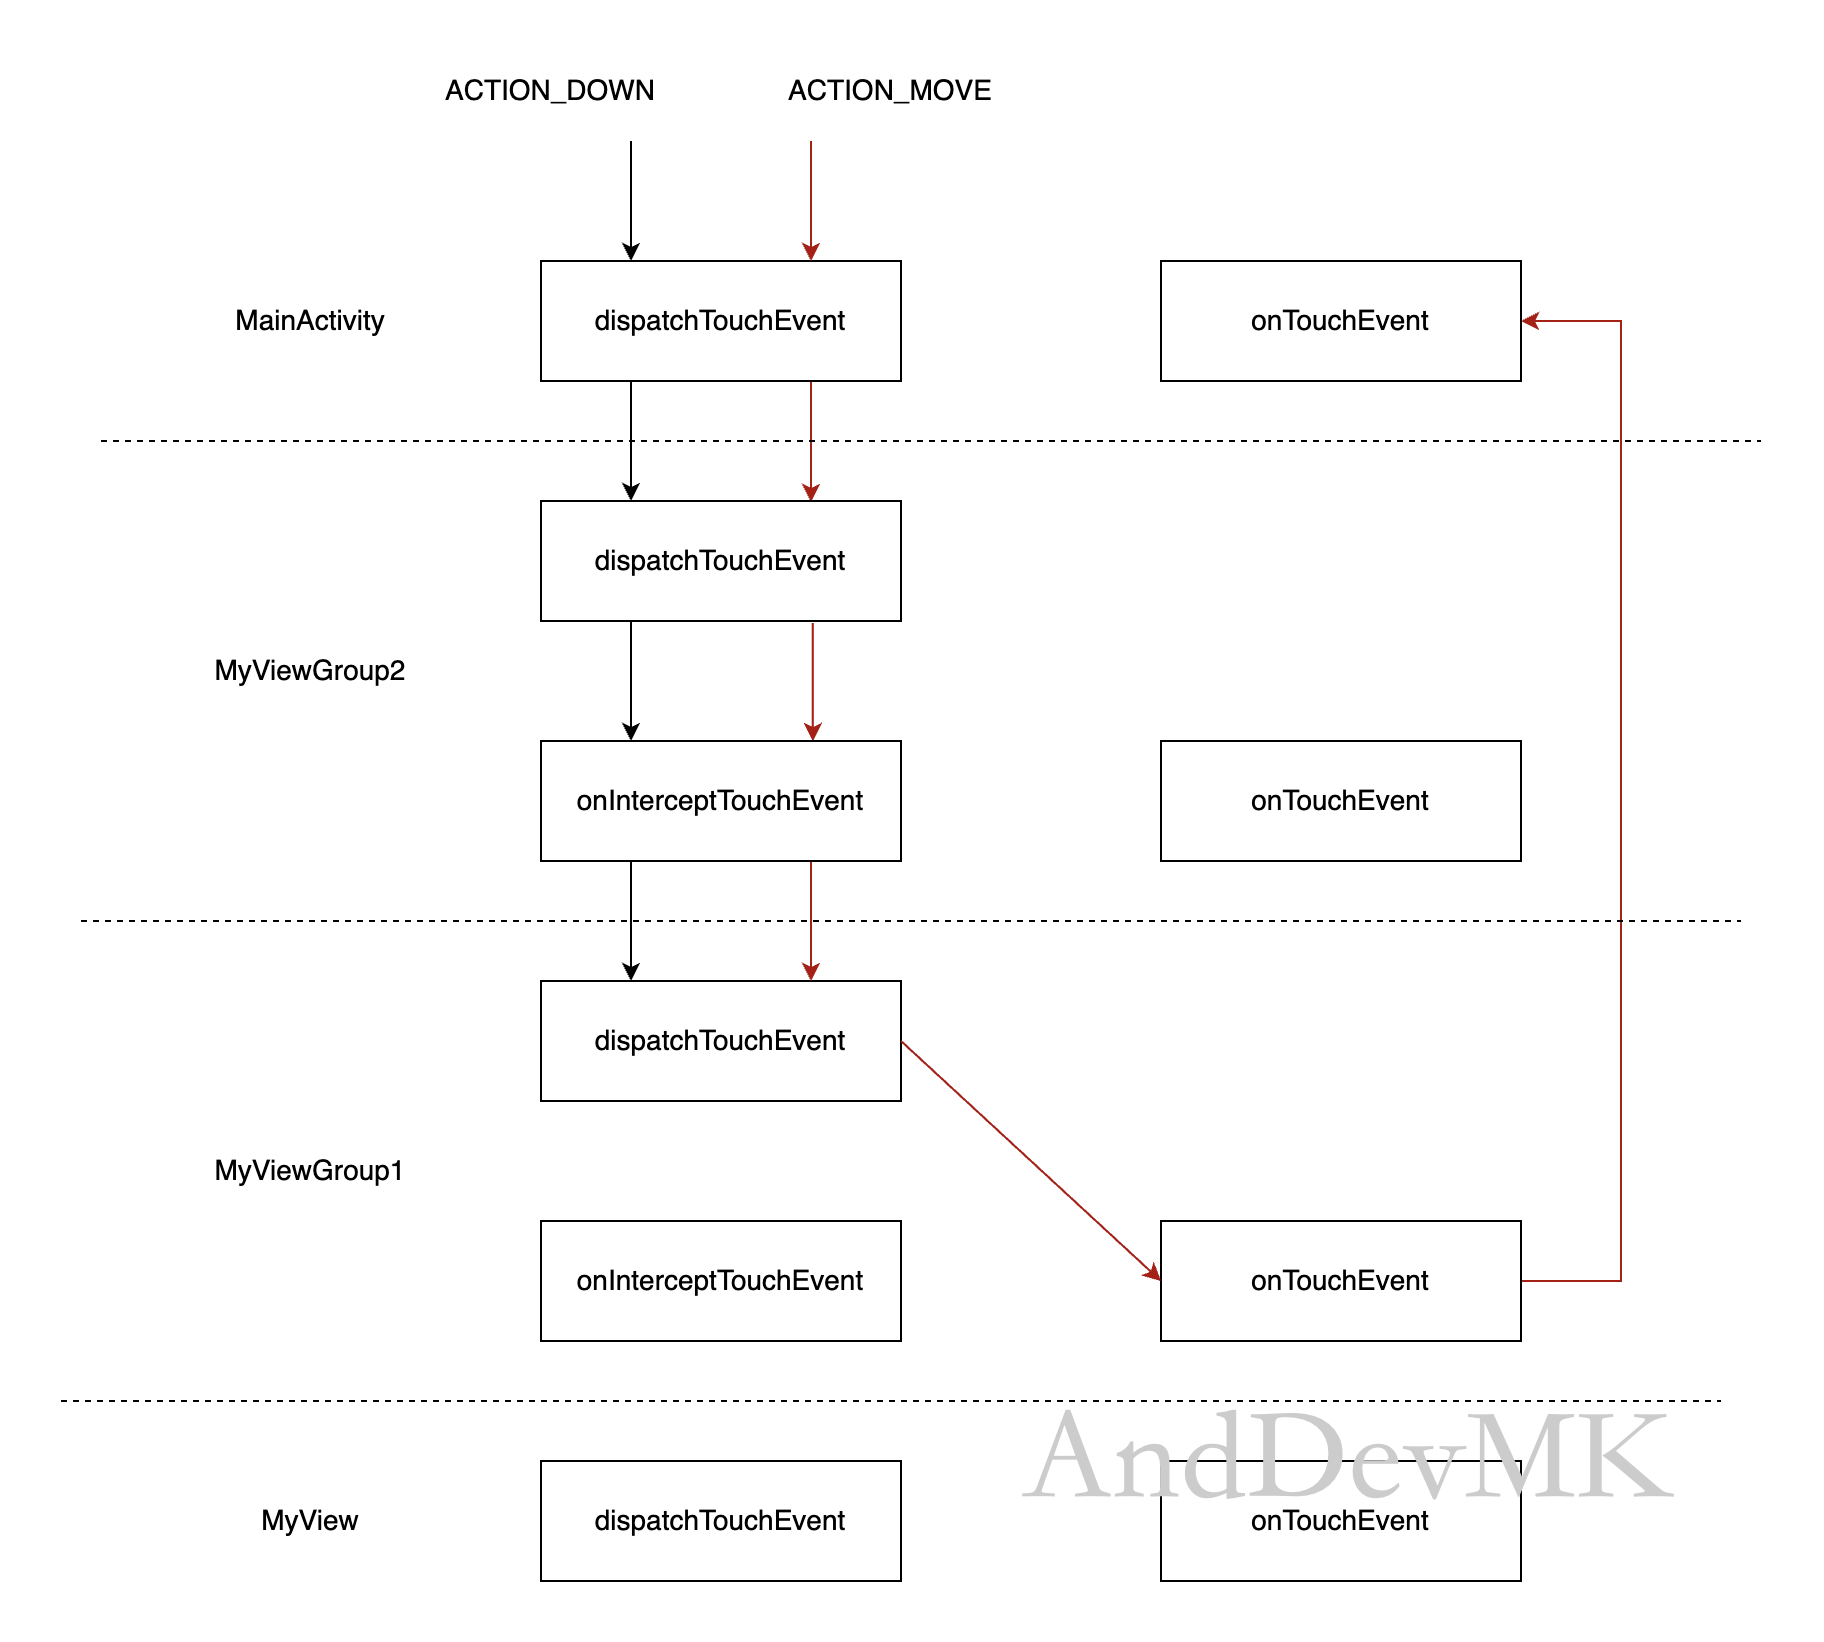 ACTION_DOWN
ACTION_MOVE
MainActivity
dispatchTouchEvent
onTouchEvent
dispatchTouchEvent
MyViewGroup2
onInterceptTouchEvent
onTouchEvent
dispatchTouchEvent
MyViewGroup1
onInterceptTouchEvent
onTouchEvent
AndDevMK
MyView
dispatchTouchEvent
onTouchEvent